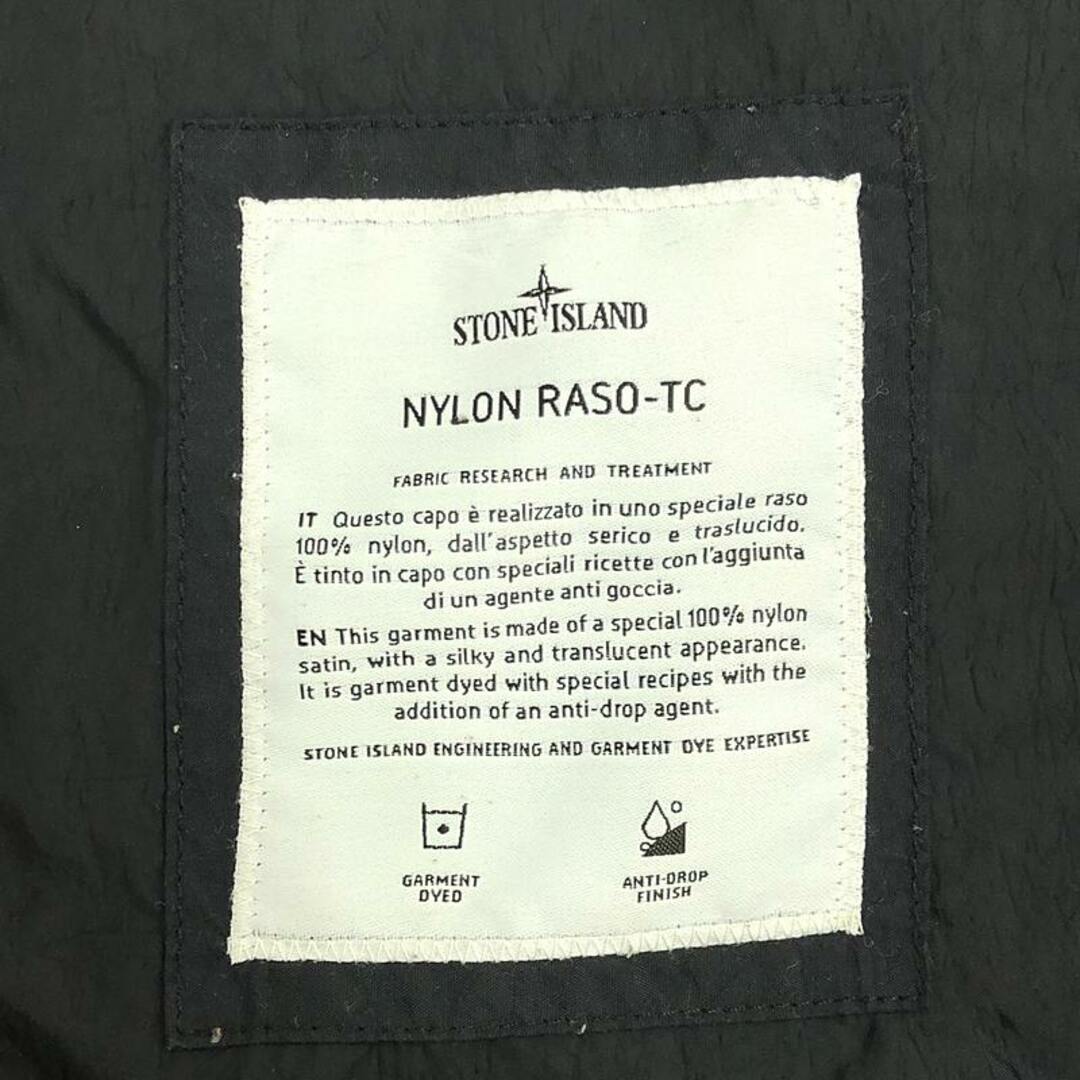 STONE ISLAND
NYLON RASO-TC
FABRIC RESEARCH AND TREATMENT
IT Questo capo è realizzato in uno speciale raso
100% nylon, dall'aspetto serico e traslucido.
È tinto in capo con speciali ricette con l'aggiunta
di un agente anti goccia.
EN This garment is made of a special 100% nylon
satin, with a silky and translucent appearance.
It is garment dyed with special recipes with the
addition of an anti-drop agent.
STONE ISLAND ENGINEERING AND GARMENT DYE EXPERTISE
GARMENT
DYED
ANTI-DROP
FINISH